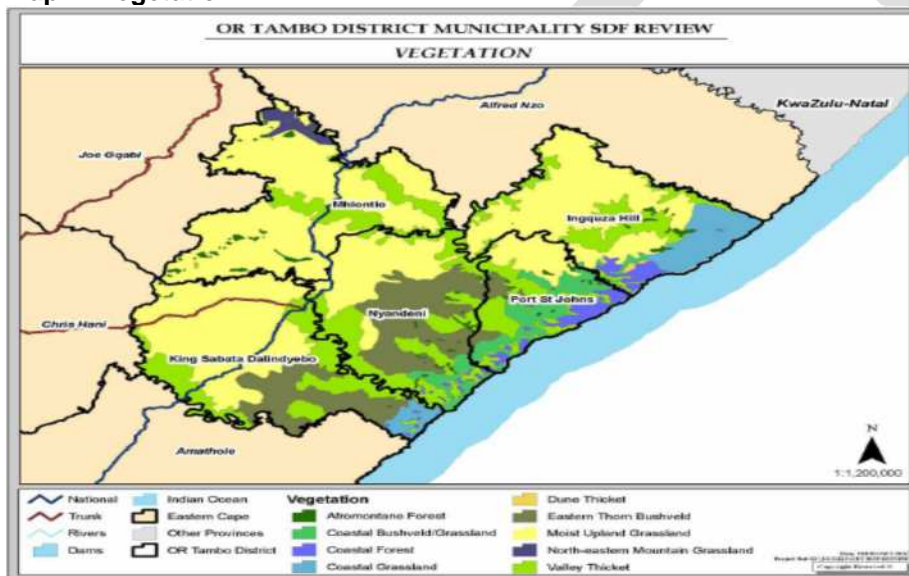 OR TAMBO DISTRICT MUNICIPALITY SDF REVIEW
VEGETATION
KwaZulu-Natal
Alfred Nzo
Joe Gqabi
Mhlontlo
Ingquza Hill
Port St Johns
Nyandeni
Chris Hani
King Sabata Dalindyebo
Amathole
N
1:1,200,000
National
Trunk
Rivers
Dams
Indian Ocean
Eastern Cape
Other Provinces
OR Tambo District
Vegetation
Afromontane Forest
Coastal Bushveld/Grassland
Coastal Forest
Coastal Grassland
Dune Thicket
Eastern Thorn Bushveld
Moist Upland Grassland
North-eastern Mountain Grassland
Valley Thicket
Copyright Reserved ©